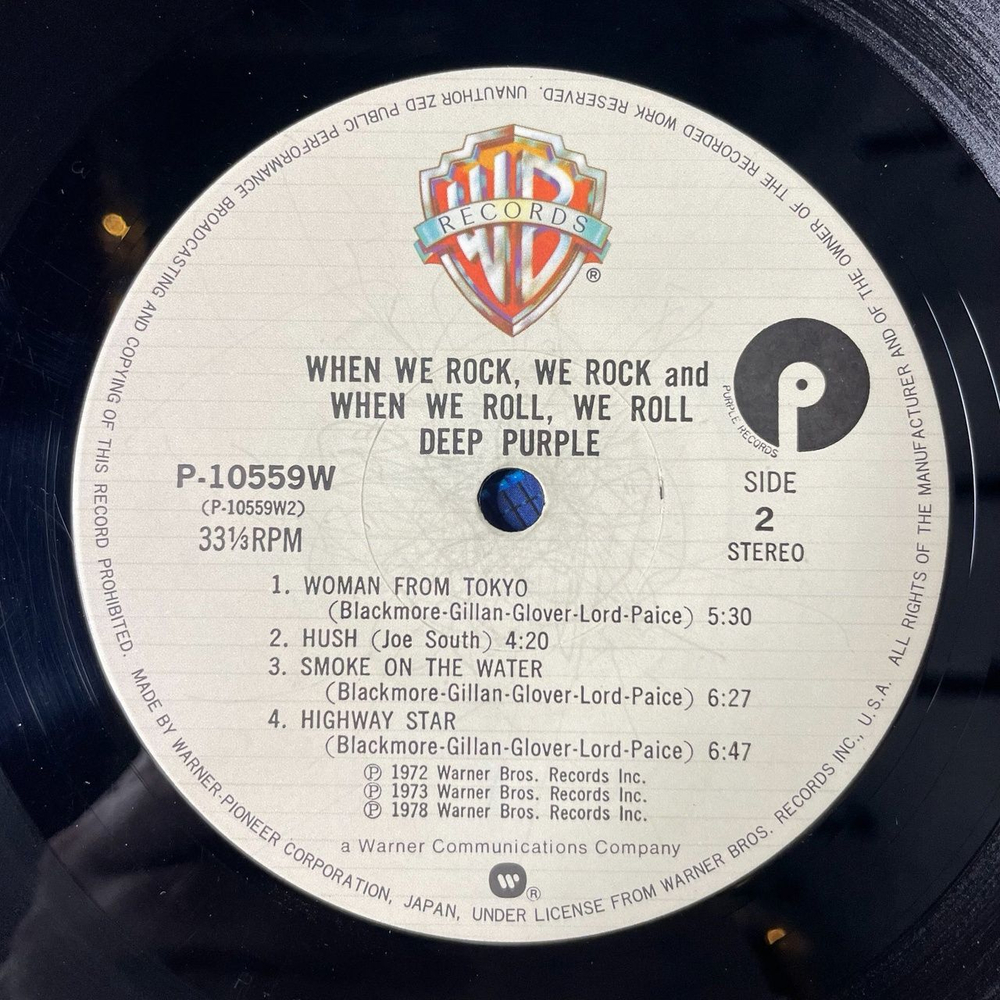 WB
RECORDS
®
WHEN WE ROCK, WE ROCK and
WHEN WE ROLL, WE ROLL
DEEP PURPLE
P
PURPLE RECORDS
P-10559W
(P-10559W2)
33⅓RPM
SIDE
2
STEREO
1. WOMAN FROM TOKYO
(Blackmore-Gillan-Glover-Lord-Paice) 5:30
2. HUSH (Joe South) 4:20
3. SMOKE ON THE WATER
(Blackmore-Gillan-Glover-Lord-Paice) 6:27
4. HIGHWAY STAR
(Blackmore-Gillan-Glover-Lord-Paice) 6:47
Ⓟ 1972 Warner Bros. Records Inc.
Ⓟ 1973 Warner Bros. Records Inc.
Ⓟ 1978 Warner Bros. Records Inc.
a Warner Communications Company
W®
MADE BY WARNER-PIONEER CORPORATION, JAPAN, UNDER LICENSE FROM WARNER BROS. RECORDS INC., U.S.A. ALL RIGHTS OF THE MANUFACTURER AND OF THE OWNER OF THE RECORDED WORK RESERVED. UNAUTHOR ZED PUBLIC PERFORMANCE BROADCASTING AND COPYING OF THIS RECORD PROHIBITED.